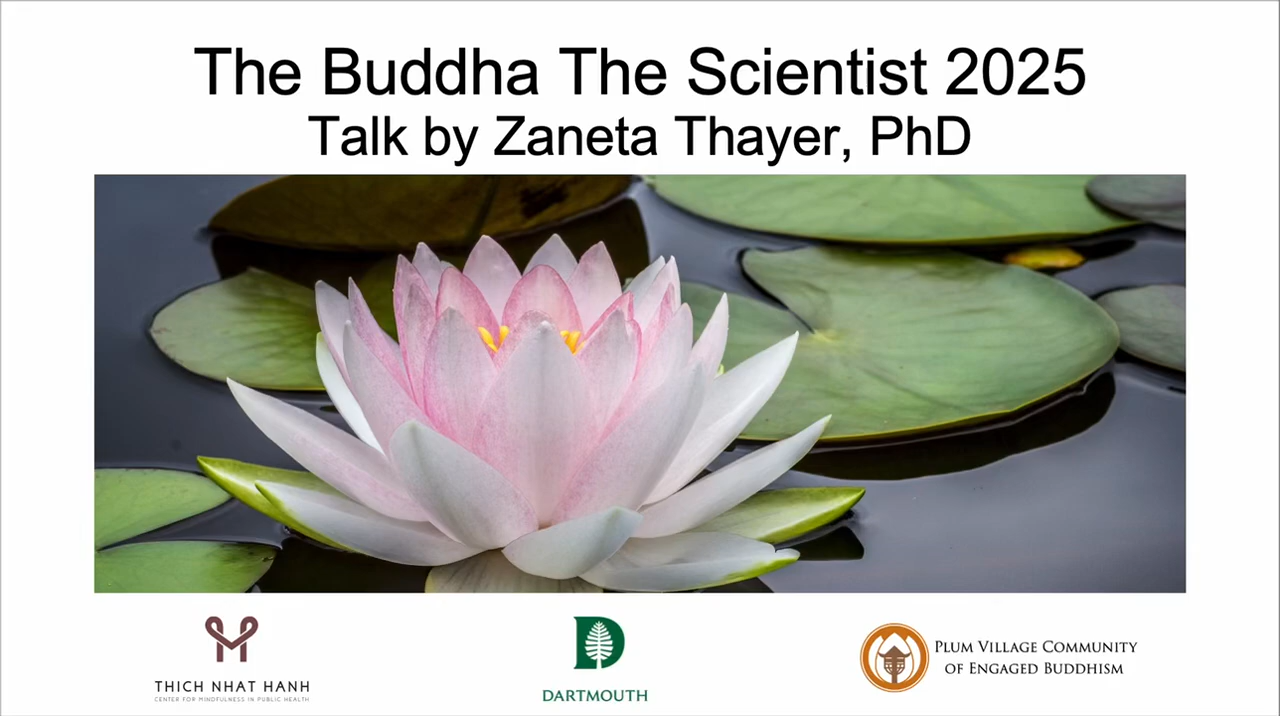 The Buddha The Scientist 2025
Talk by Zaneta Thayer, PhD
THICH NHAT HANH
CENTER FOR MINDFULNESS IN PUBLIC HEALTH
D
DARTMOUTH
PLUM VILLAGE COMMUNITY
OF ENGAGED BUDDHISM